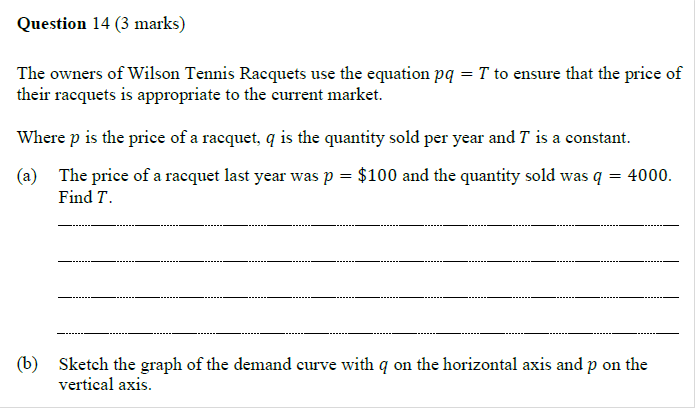 Question 14 (3 marks)
The owners of Wilson Tennis Racquets use the equation pq = T to ensure that the price of
their racquets is appropriate to the current market.
Where p is the price of a racquet, q is the quantity sold per year and T is a constant.
(a) The price of a racquet last year was p = $100 and the quantity sold was q = 4000.
Find T.
(b) Sketch the graph of the demand curve with q on the horizontal axis and p on the
vertical axis.